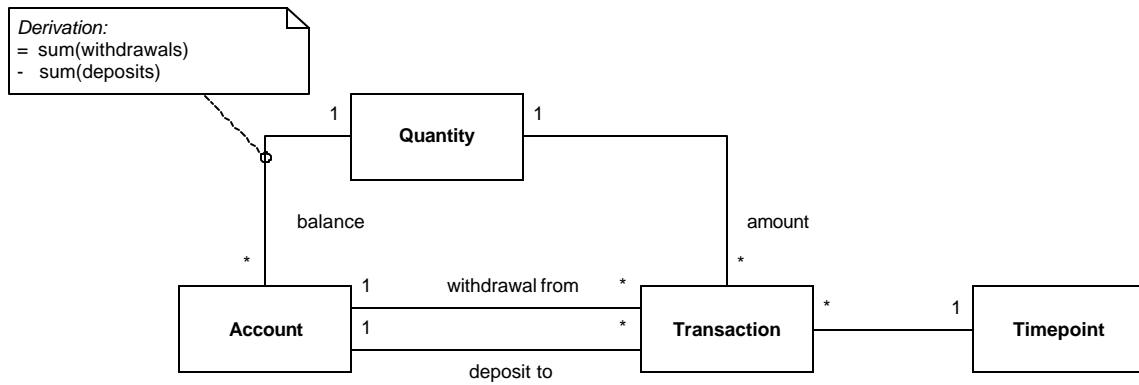 Derivation:
= sum(withdrawals)
- sum(deposits)
1
Quantity
1
balance
amount
*
*
1
withdrawal from
*
Account
1
*
Transaction
*
1
Timepoint
deposit to